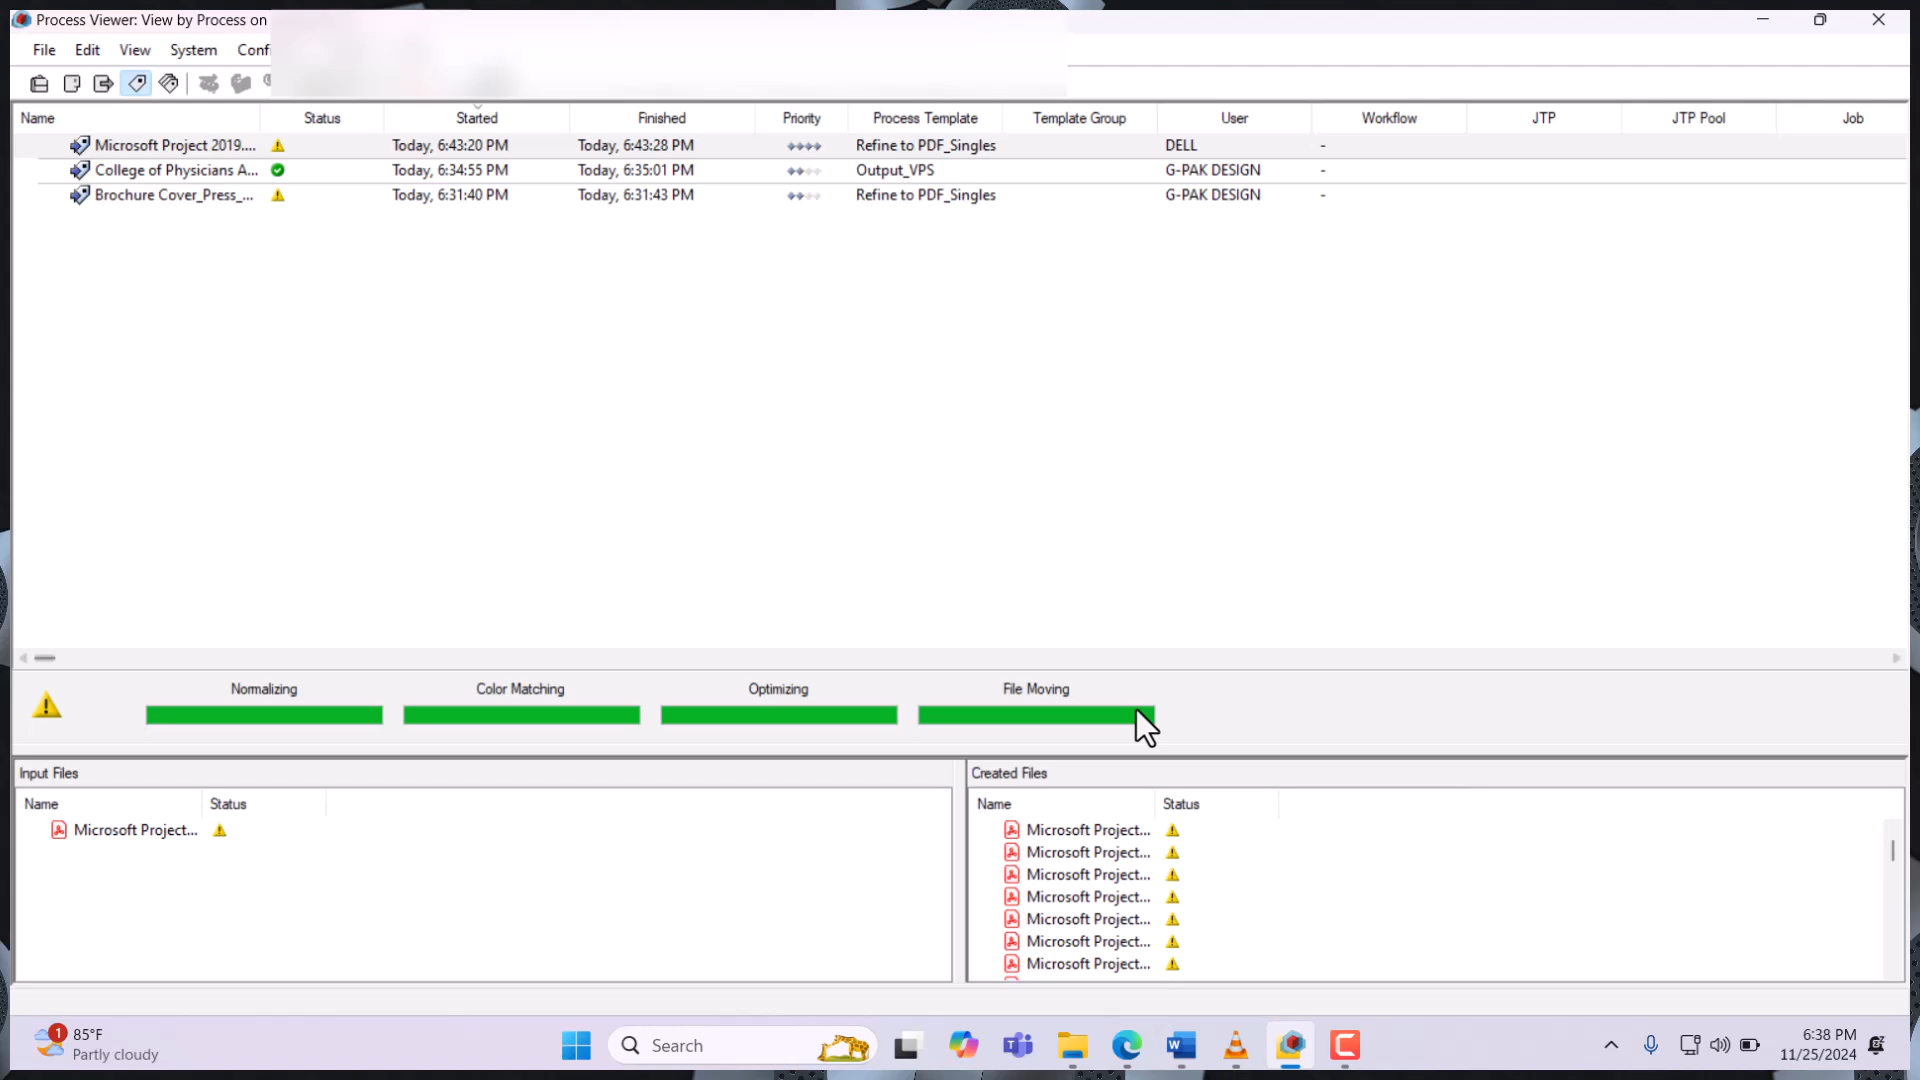 Process Viewer: View by Process on
File Edit View System Confi
Name Status Started Finished Priority Process Template Template Group User Workflow JTP JTP Pool Job
Microsoft Project 2019.... Today, 6:43:20 PM Today, 6:43:28 PM Refine to PDF_Singles DELL -
College of Physicians A... Today, 6:34:55 PM Today, 6:35:01 PM Output_VPS G-PAK DESIGN -
Brochure Cover_Press_... Today, 6:31:40 PM Today, 6:31:43 PM Refine to PDF_Singles G-PAK DESIGN -
Normalizing Color Matching Optimizing File Moving
Input Files
Name Status
Microsoft Project...
Created Files
Name Status
Microsoft Project...
Microsoft Project...
Microsoft Project...
Microsoft Project...
Microsoft Project...
Microsoft Project...
Microsoft Project...
1
85°F
Partly cloudy
Search
6:38 PM
11/25/2024